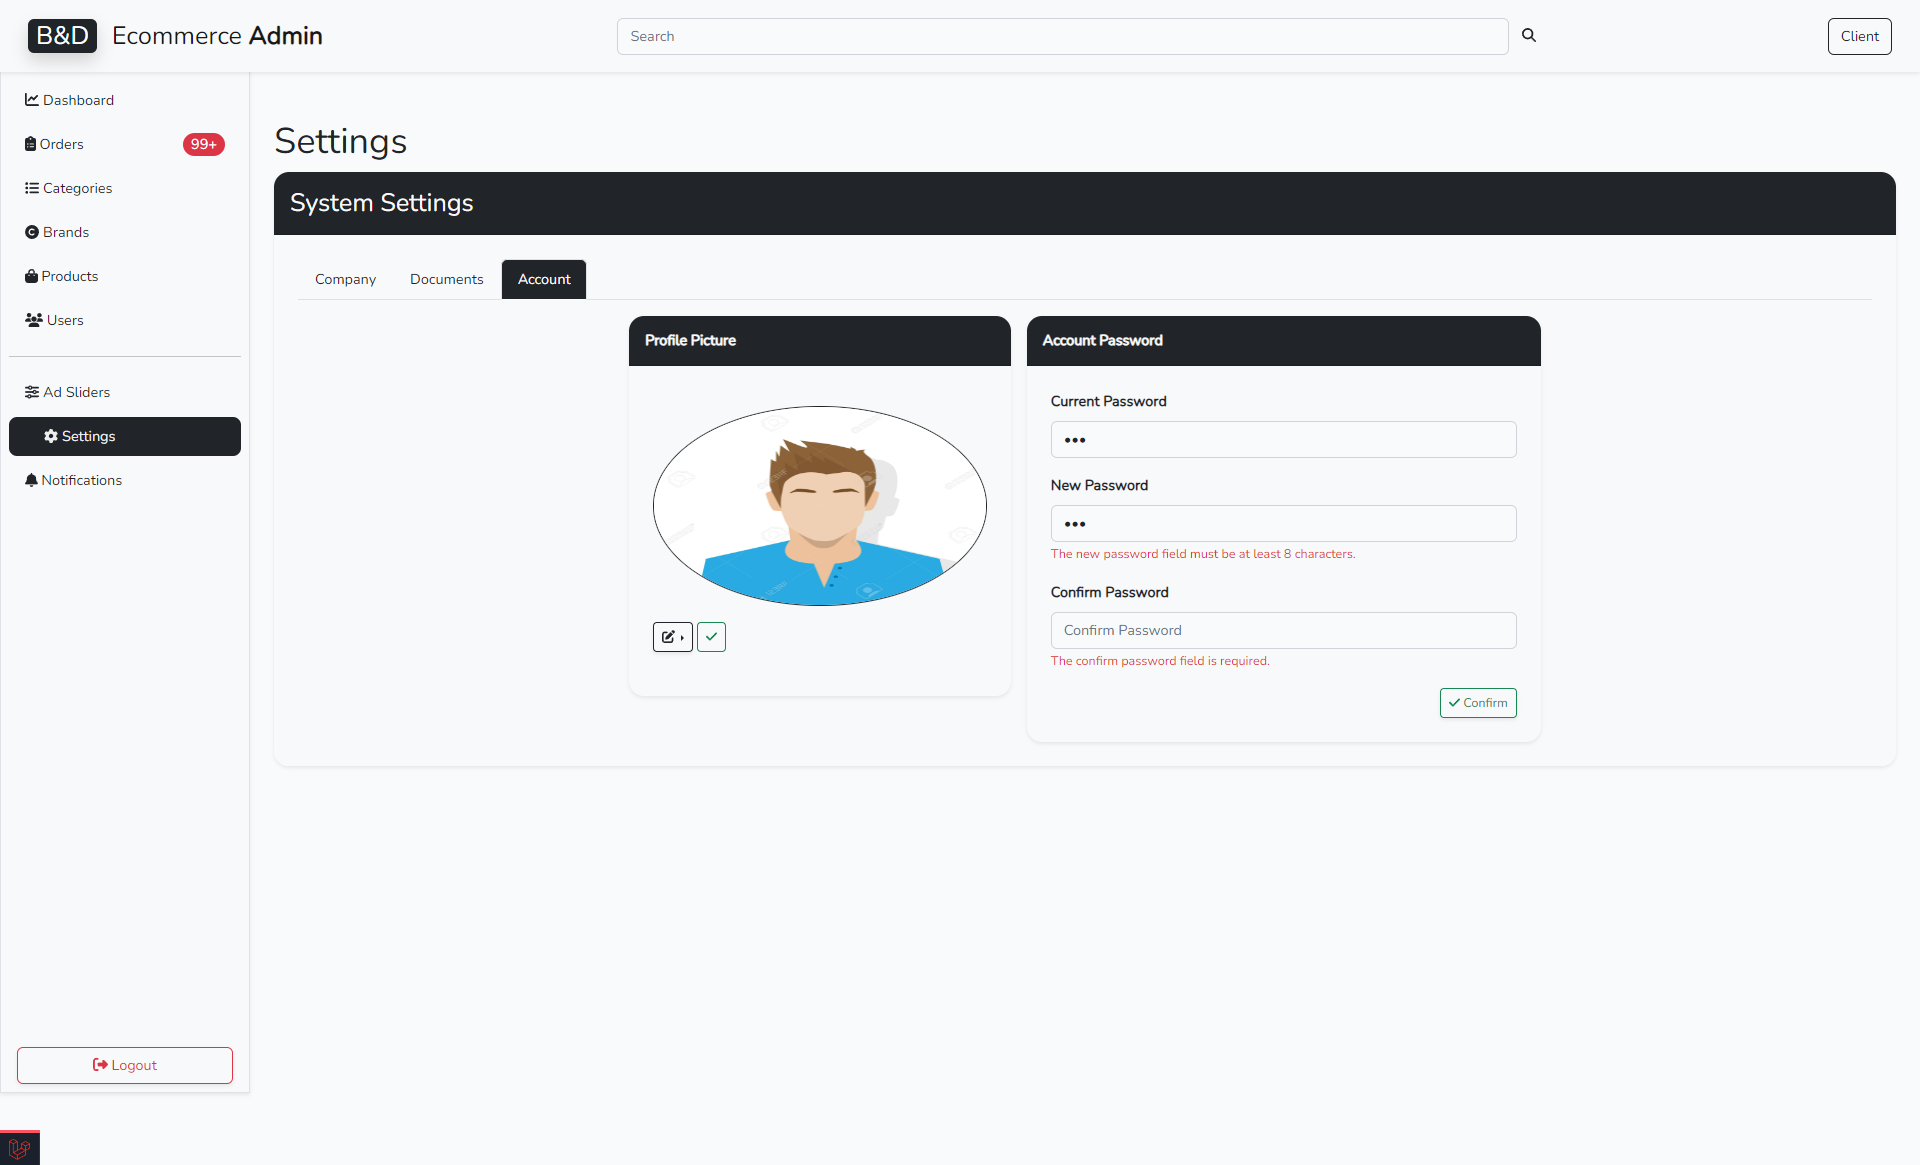 B&D Ecommerce Admin
Search
Client
Dashboard
Orders 99+
Categories
Brands
Products
Users
Ad Sliders
Settings
Notifications
Logout
Settings
System Settings
Company Documents Account
Profile Picture
Account Password
Current Password
•••
New Password
•••
The new password field must be at least 8 characters.
Confirm Password
Confirm Password
The confirm password field is required.
Confirm